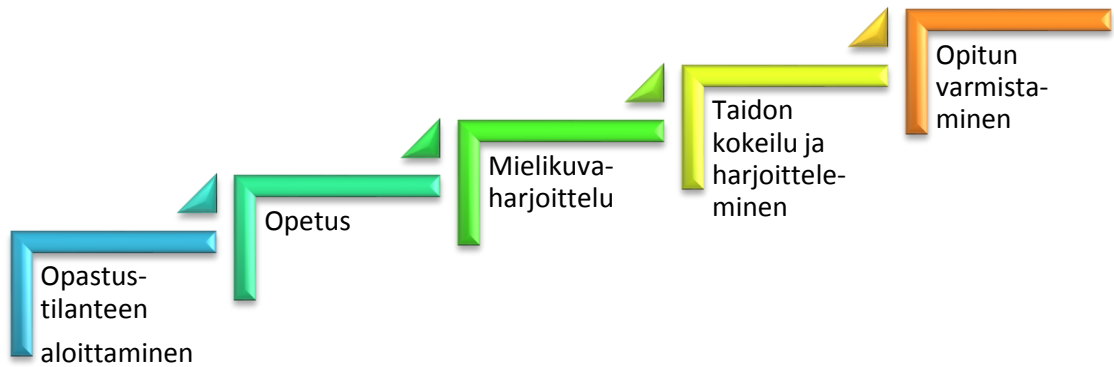 Opastus-
tilanteen
aloittaminen
Opetus
Mielikuva-
harjoittelu
Taidon
kokeilu ja
harjoittele-
minen
Opitun
varmista-
minen